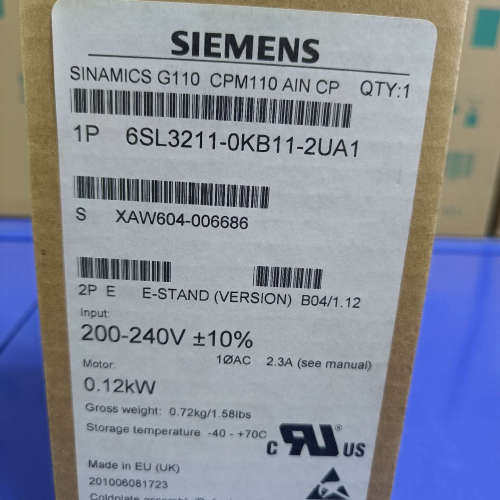 SIEMENS
SINAMICS G110 CPM110 AIN CP QTY:1
1P 6SL3211-0KB11-2UA1
S XAW604-006686
2P E E-STAND (VERSION) B04/1.12
Input:
200-240V ±10%
1ØAC 2.3A (see manual)
Motor:
0.12kW
Gross weight: 0.72kg/1.58lbs
Storage temperature -40 - +70C
C RU US
Made in EU (UK)
201006081723